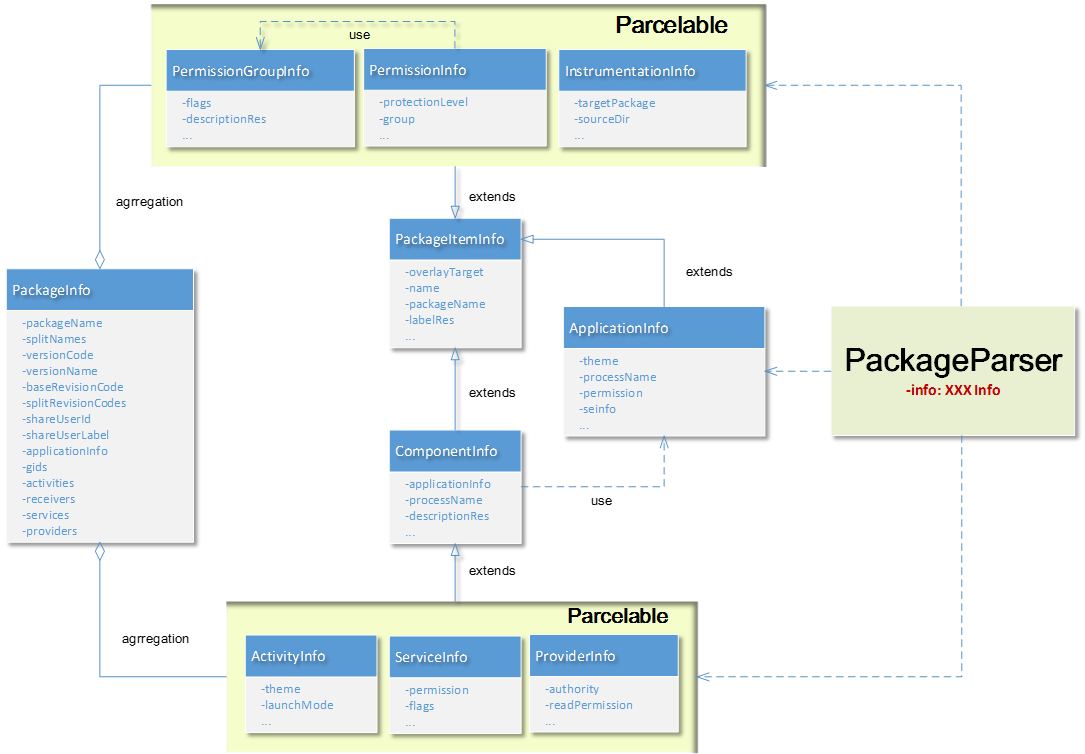 Parcelable
use
PermissionGroupInfo
-flags
-descriptionRes
...
PermissionInfo
-protectionLevel
-group
...
InstrumentationInfo
-targetPackage
-sourceDir
...
agrregation
extends
PackageItemInfo
-overlayTarget
-name
-packageName
-labelRes
...
extends
PackageInfo
-packageName
-splitNames
-versionCode
-versionName
-baseRevisionCode
-splitRevisionCodes
-shareUserId
-shareUserLabel
-applicationInfo
-gids
-activities
-receivers
-services
-providers
ApplicationInfo
-theme
-processName
-permission
-seinfo
...
PackageParser
-info: XXXInfo
extends
ComponentInfo
-applicationInfo
-processName
-descriptionRes
...
use
extends
agrregation
Parcelable
ActivityInfo
-theme
-launchMode
...
ServiceInfo
-permission
-flags
...
ProviderInfo
-authority
-readPermission
...